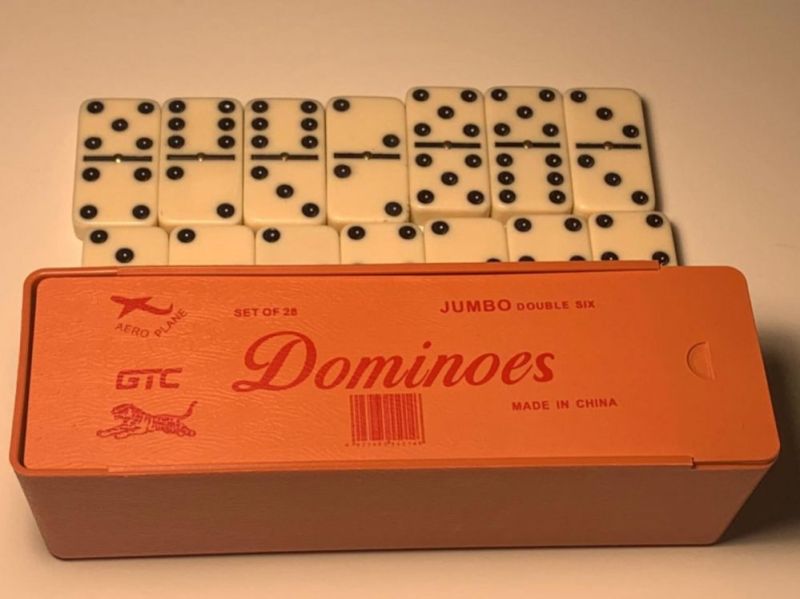 AERO PLANE
SET OF 28
JUMBO DOUBLE SIX
Dominoes
GTC
MADE IN CHINA